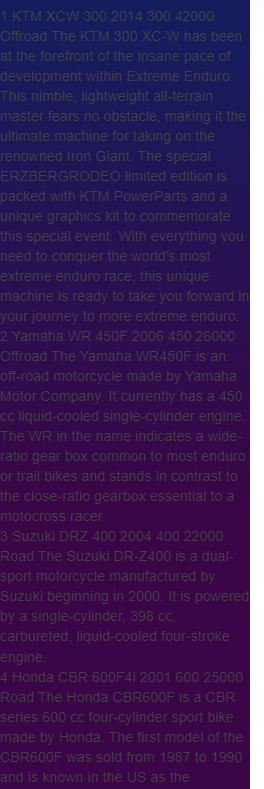 1 KTM XCW 300 2014 300 42000
Offroad The KTM 300 XC-W has been
at the forefront of the insane pace of
development within Extreme Enduro.
This nimble, lightweight all-terrain
master fears no obstacle, making it the
ultimate machine for taking on the
renowned Iron Giant. The special
ERZBERGRODEO limited edition is
packed with KTM PowerParts and a
unique graphics kit to commemorate
this special event. With everything you
need to conquer the world's most
extreme enduro race, this unique
machine is ready to take you forward in
your journey to more extreme enduro.
2 Yamaha WR 450F 2006 450 26000
Offroad The Yamaha WR450F is an
off-road motorcycle made by Yamaha
Motor Company. It currently has a 450
cc liquid-cooled single-cylinder engine.
The WR in the name indicates a wide-
ratio gear box common to most enduro
or trail bikes and stands in contrast to
the close-ratio gearbox essential to a
motocross racer.
3 Suzuki DRZ 400 2004 400 22000
Road The Suzuki DR-Z400 is a dual-
sport motorcycle manufactured by
Suzuki beginning in 2000. It is powered
by a single-cylinder, 398 cc,
carbureted, liquid-cooled four-stroke
engine.
4 Honda CBR 600F4I 2001 600 25000
Road The Honda CBR600F is a CBR
series 600 cc four-cylinder sport bike
made by Honda. The first model of the
CBR600F was sold from 1987 to 1990
and is known in the US as the